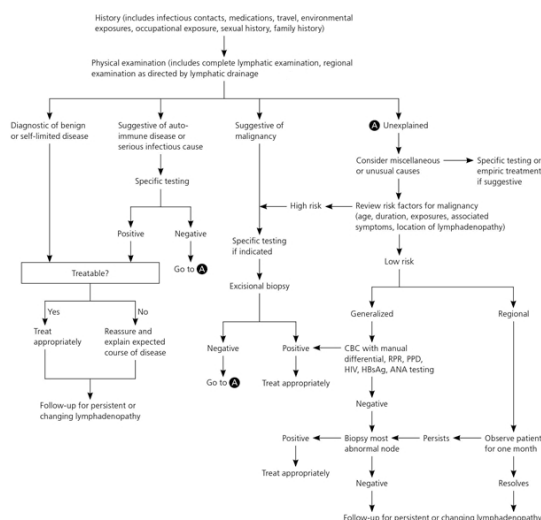 History (includes infectious contacts, medications, travel, environmental
exposures, occupational exposure, sexual history, family history)
Physical examination (includes complete lymphatic examination, regional
examination as directed by lymphatic drainage
Diagnostic of benign
or self-limited disease
Suggestive of auto-
immune disease or
serious infectious cause
Suggestive of
malignancy
A Unexplained
Consider miscellaneous
or unusual causes
Specific testing or
empiric treatment
if suggestive
Specific testing
High risk
Review risk factors for malignancy
(age, duration, exposures, associated
symptoms, location of lymphadenopathy)
Positive
Negative
Specific testing
if indicated
Go to A
Low risk
Treatable?
Excisional biopsy
Yes
No
Generalized
Regional
Treat
appropriately
Reassure and
explain expected
course of disease
Negative
Positive
CBC with manual
differential, RPR, PPD,
HIV, HBsAg, ANA testing
Go to A
Treat appropriately
Follow-up for persistent or
changing lymphadenopathy
Negative
Positive
Biopsy most
abnormal node
Persists
Observe patient
for one month
Treat appropriately
Negative
Resolves
Follow-up for persistent or changing lymphadenopathy